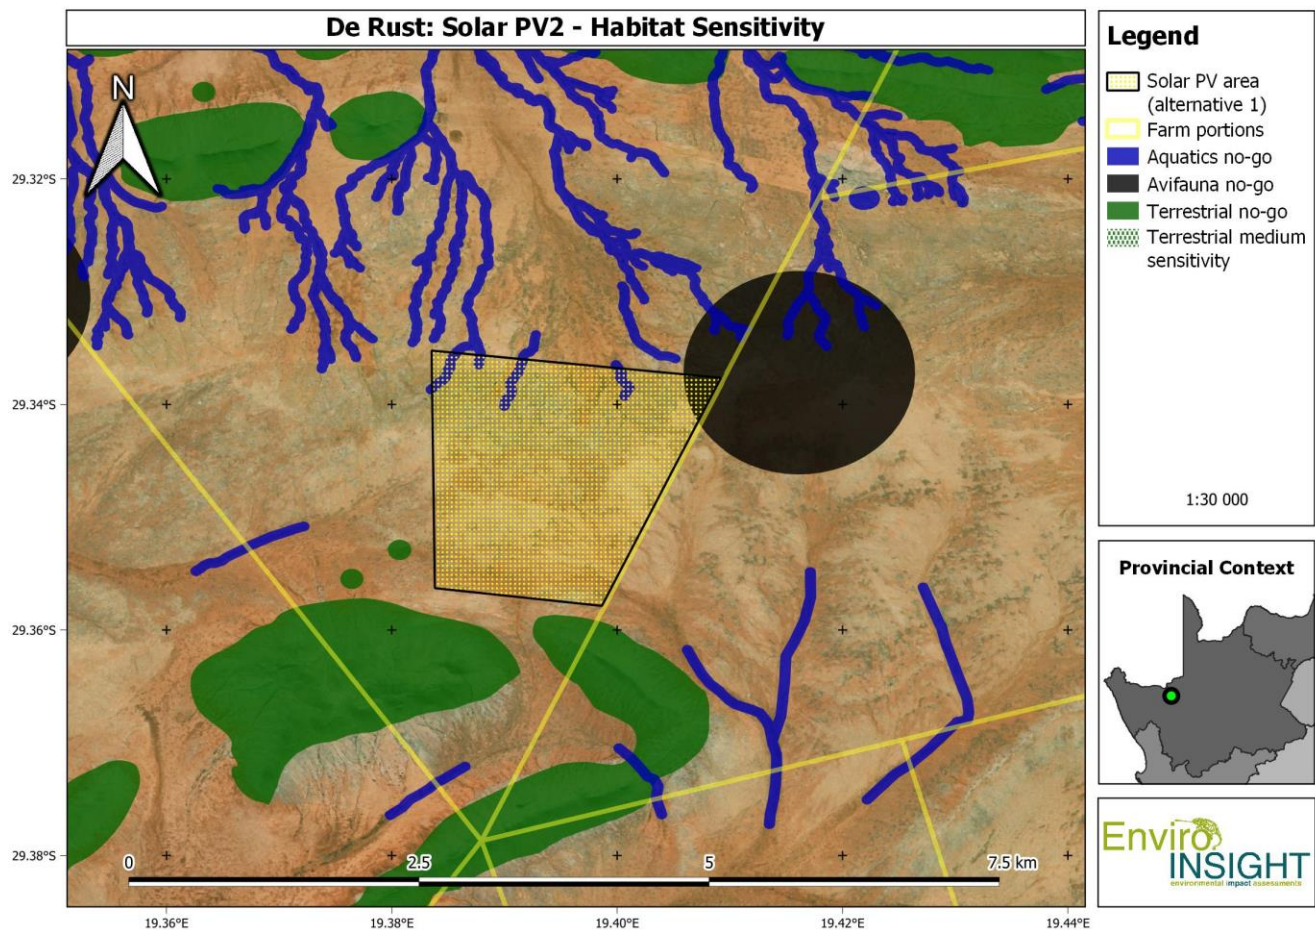 De Rust: Solar PV2 - Habitat Sensitivity
N
29.32°S
29.34°S
29.36°S
29.38°S
0
2.5
5
7.5 km
19.36°E
19.38°E
19.40°E
19.42°E
19.44°E
Legend
Solar PV area
(alternative 1)
Farm portions
Aquatics no-go
Avifauna no-go
Terrestrial no-go
Terrestrial medium
sensitivity
1:30 000
Provincial Context
Enviro
INSIGHT
environmental impact assessments